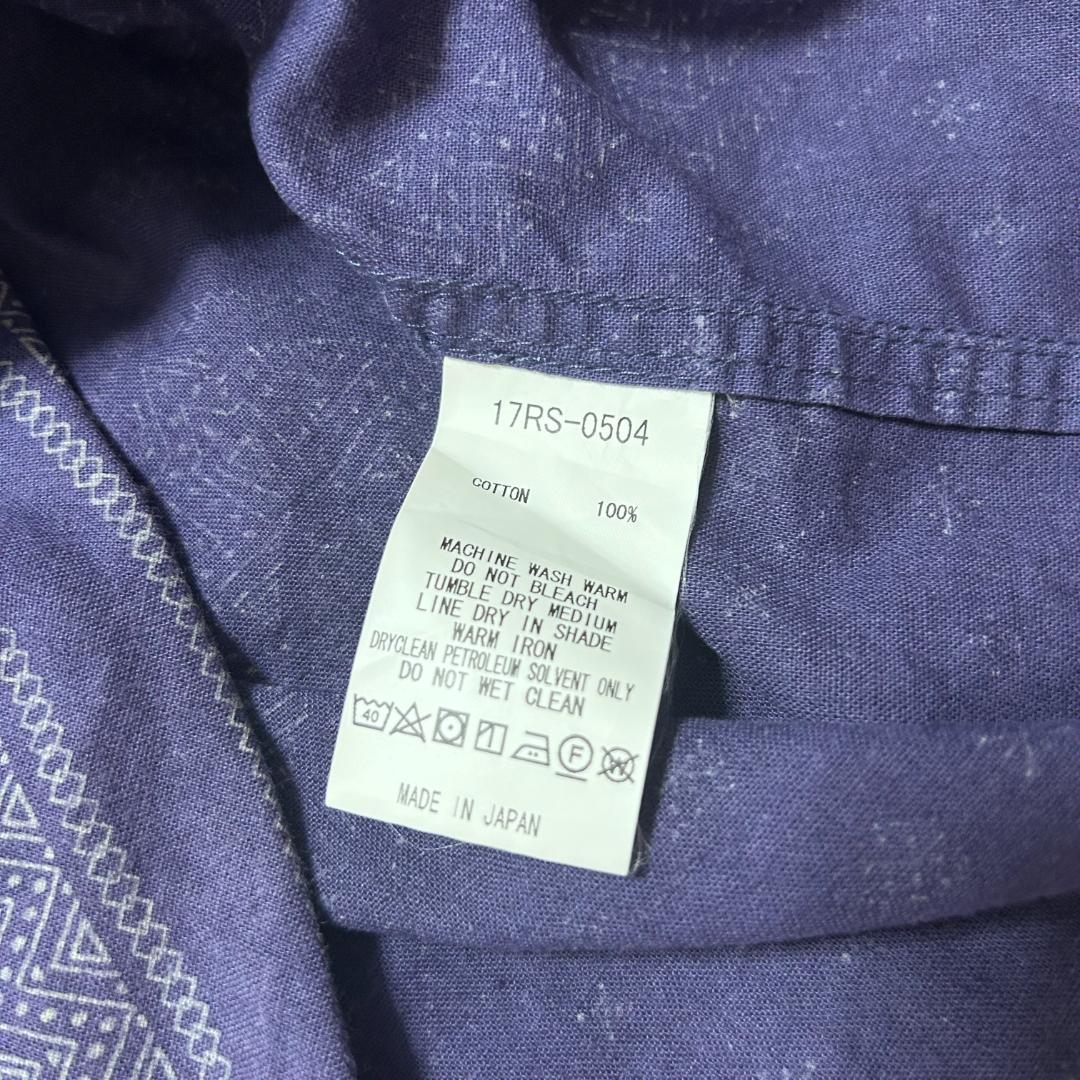 17RS-0504
COTTON 100%
MACHINE WASH WARM
DO NOT BLEACH
TUMBLE DRY MEDIUM
LINE DRY IN SHADE
WARM IRON
DRYCLEAN PETROLEUM SOLVENT ONLY
DO NOT WET CLEAN
40 F W
MADE IN JAPAN